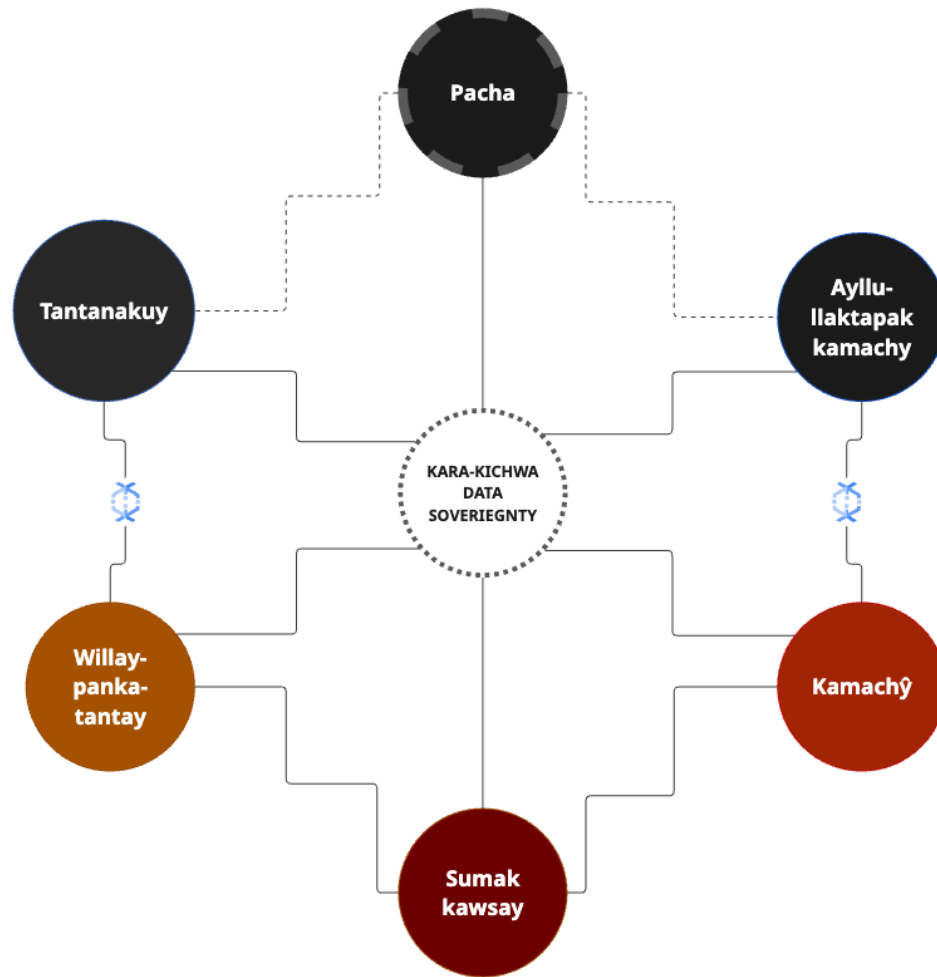 Pacha
Tantanakuy
Ayllu-
llaktapak
kamachy
KARA-KICHWA
DATA
SOVERIEGNTY
Willay-
panka-
tantay
Kamachŷ
Sumak
kawsay